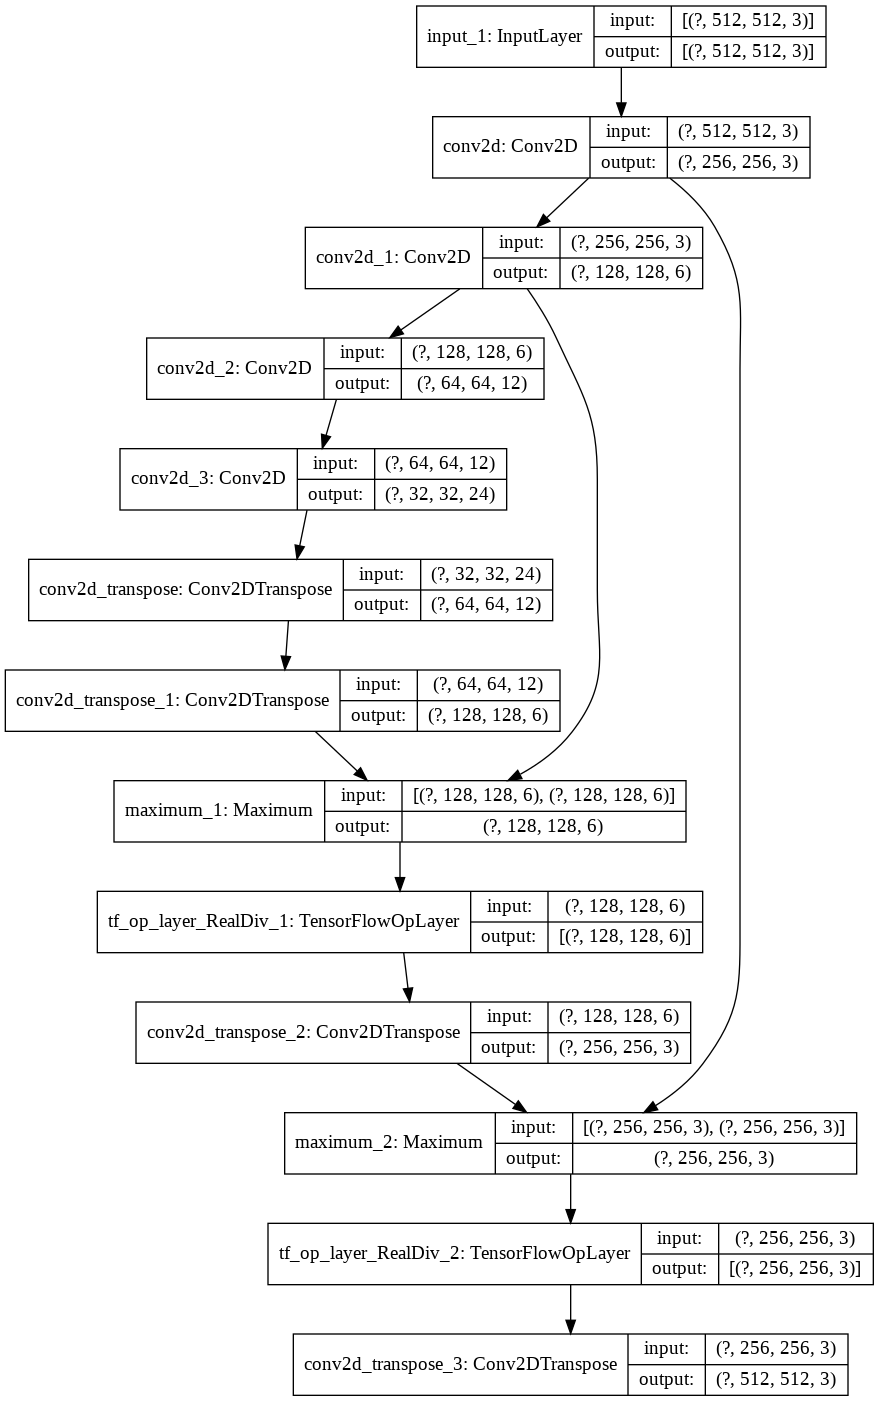 input_1: InputLayer
input: [(?, 512, 512, 3)]
output: [(?, 512, 512, 3)]
conv2d: Conv2D
input: (?, 512, 512, 3)
output: (?, 256, 256, 3)
conv2d_1: Conv2D
input: (?, 256, 256, 3)
output: (?, 128, 128, 6)
conv2d_2: Conv2D
input: (?, 128, 128, 6)
output: (?, 64, 64, 12)
conv2d_3: Conv2D
input: (?, 64, 64, 12)
output: (?, 32, 32, 24)
conv2d_transpose: Conv2DTranspose
input: (?, 32, 32, 24)
output: (?, 64, 64, 12)
conv2d_transpose_1: Conv2DTranspose
input: (?, 64, 64, 12)
output: (?, 128, 128, 6)
maximum_1: Maximum
input: [(?, 128, 128, 6), (?, 128, 128, 6)]
output: (?, 128, 128, 6)
tf_op_layer_RealDiv_1: TensorFlowOpLayer
input: (?, 128, 128, 6)
output: [(?, 128, 128, 6)]
conv2d_transpose_2: Conv2DTranspose
input: (?, 128, 128, 6)
output: (?, 256, 256, 3)
maximum_2: Maximum
input: [(?, 256, 256, 3), (?, 256, 256, 3)]
output: (?, 256, 256, 3)
tf_op_layer_RealDiv_2: TensorFlowOpLayer
input: (?, 256, 256, 3)
output: [(?, 256, 256, 3)]
conv2d_transpose_3: Conv2DTranspose
input: (?, 256, 256, 3)
output: (?, 512, 512, 3)